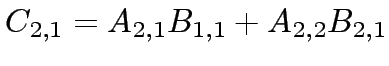 $C_{2,1} = A_{2,1}B_{1,1} + A_{2,2}B_{2,1}$